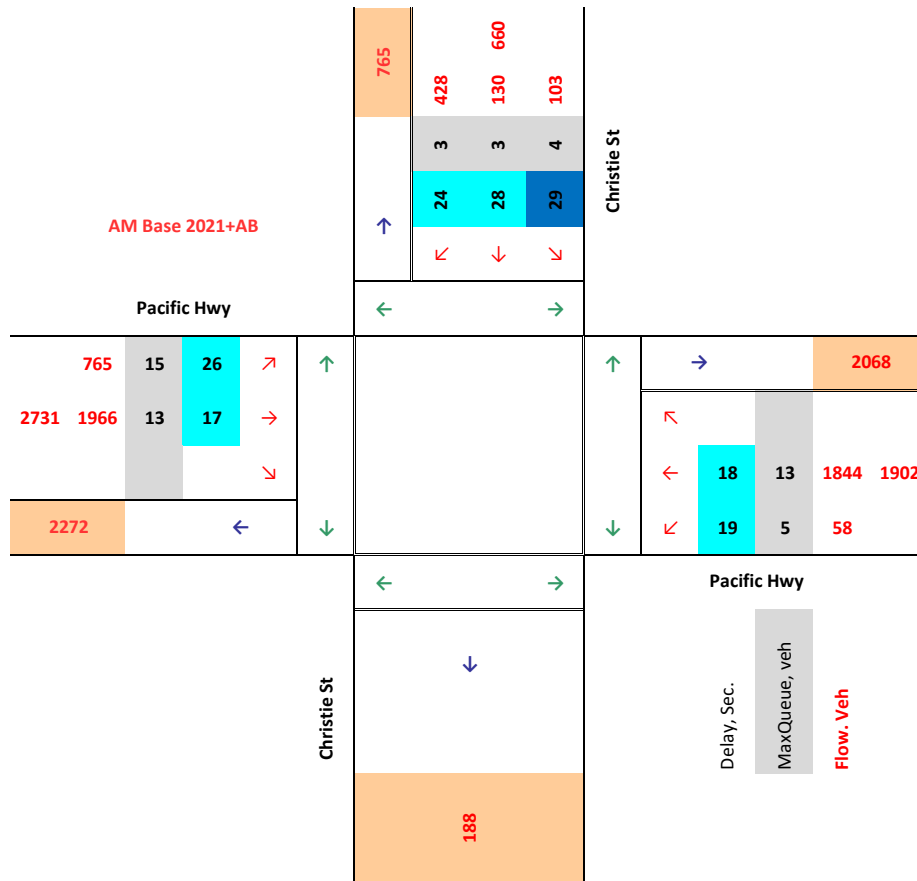 660
765 428 130 103
3 3 4
24 28 29
Christie St
AM Base 2021+AB
↑ ↙ ↓ ↘
Pacific Hwy
← →
765 15 26 ↗ ↑ ↑ → 2068
2731 1966 13 17 →
↖
↘
← 18 13 1844 1902
2272 ← ↓ ↓ ↙ 19 5 58
← →
Pacific Hwy
↓
Christie St
Delay, Sec.
MaxQueue, veh
Flow. Veh
188